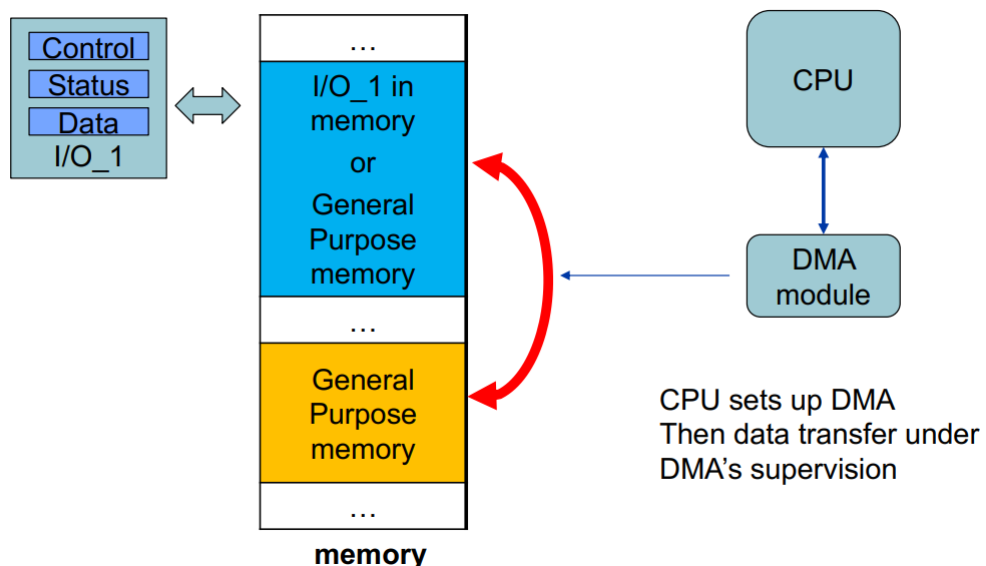 Control
Status
Data
I/O_1
…
I/O_1 in
memory
or
General
Purpose
memory
…
General
Purpose
memory
…
memory
CPU
DMA
module
CPU sets up DMA
Then data transfer under
DMA's supervision